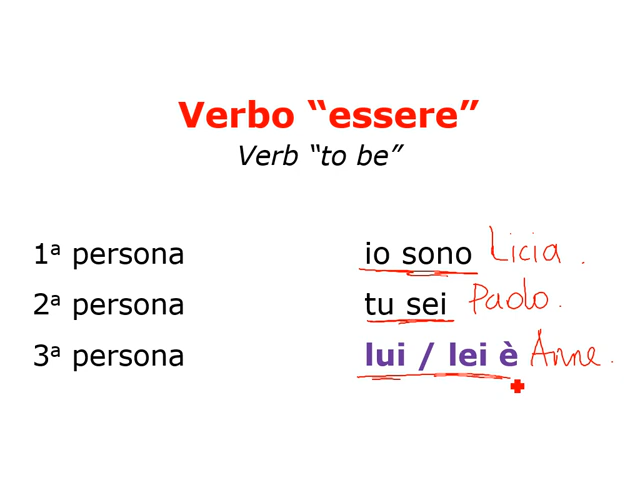 Verbo “essere”
Verb “to be”
1ª persona io sono Licia .
2ª persona tu sei Paolo .
3ª persona lui / lei è Anne .